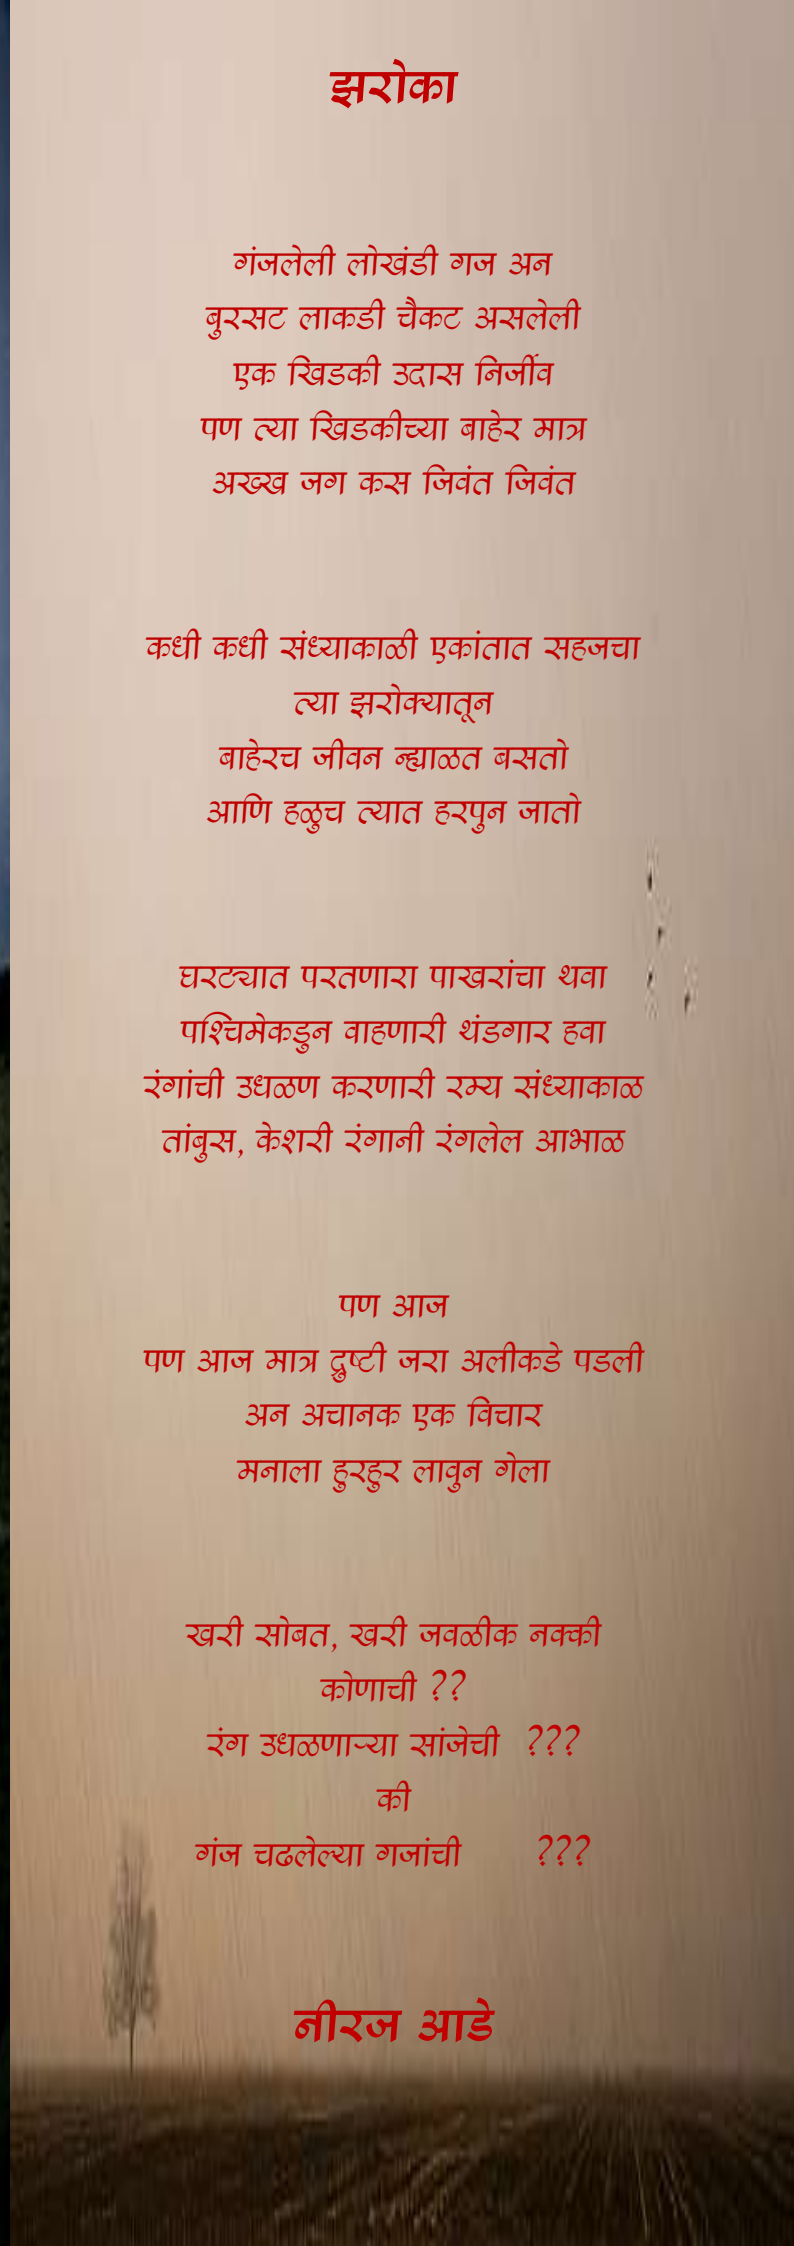 झरोका
गंजलेली लोखंडी गज अन
बुरसट लाकडी चैकट असलेली
एक खिडकी उदास निर्जीव
पण त्या खिडकीच्या बाहेर मात्र
अख्ख जग कस जिवंत जिवंत
कधी कधी संध्याकाळी एकांतात सहजचा
त्या झरोक्यातून
बाहेरच जीवन न्ह्याळत बसतो
आणि हळुच त्यात हरपुन जातो
घरट्यात परतणारा पाखरांचा थवा
पश्चिमेकडुन वाहणारी थंडगार हवा
रंगांची उधळण करणारी रम्य संध्याकाळ
तांबुस, केशरी रंगानी रंगलेल आभाळ
पण आज
पण आज मात्र द्रुष्टी जरा अलीकडे पडली
अन अचानक एक विचार
मनाला हुरहुर लावुन गेला
खरी सोबत, खरी जवळीक नक्की
कोणाची ??
रंग उधळणाऱ्या सांजेची ???
की
गंज चढलेल्या गजांची ???
नीरज आडे